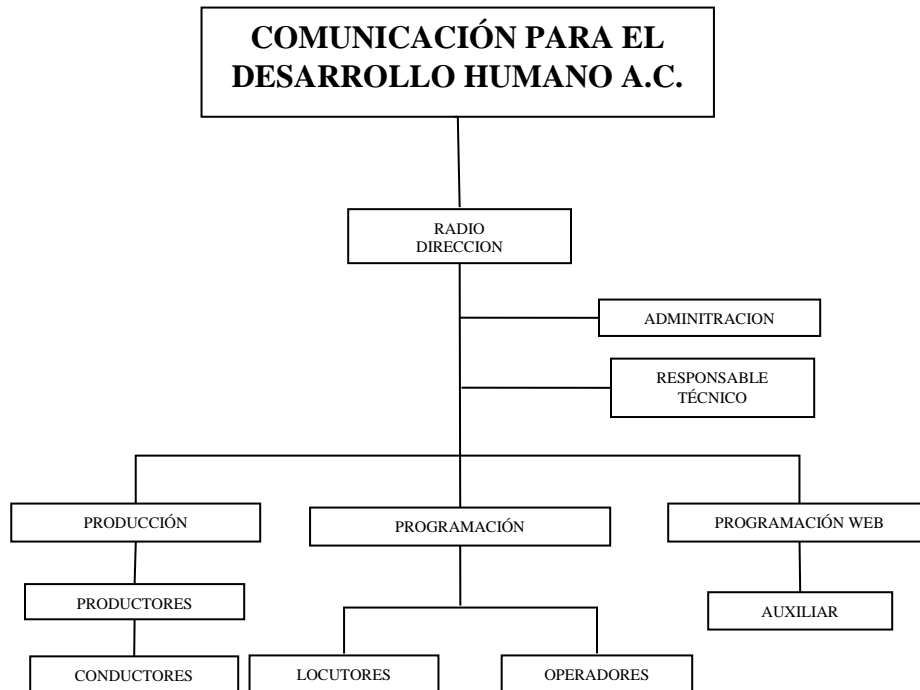 COMUNICACIÓN PARA EL
DESARROLLO HUMANO A.C.
RADIO
DIRECCION
ADMINITRACION
RESPONSABLE
TÉCNICO
PRODUCCIÓN
PROGRAMACIÓN
PROGRAMACIÓN WEB
PRODUCTORES
AUXILIAR
CONDUCTORES
LOCUTORES
OPERADORES